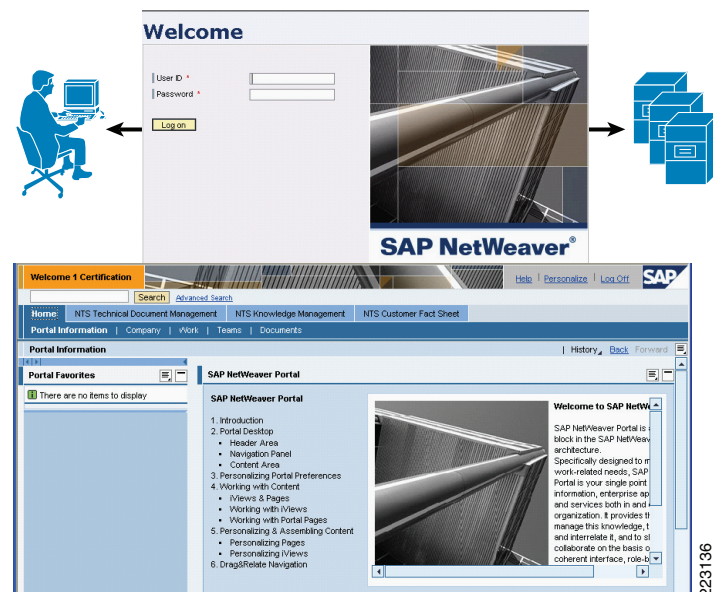 Welcome
User ID *
Password *
Log on
SAP NetWeaver®
Welcome 1 Certification
Help | Personalize | Log Off
SAP
Search Advanced Search
Home NTS Technical Document Management NTS Knowledge Management NTS Customer Fact Sheet
Portal Information | Company | Work | Teams | Documents
Portal Information | History Back Forward
Portal Favorites
There are no items to display
SAP NetWeaver Portal
SAP NetWeaver Portal
1. Introduction
2. Portal Desktop
▪ Header Area
▪ Navigation Panel
▪ Content Area
3. Personalizing Portal Preferences
4. Working with Content
▪ iViews & Pages
▪ Working with iViews
▪ Working with Portal Pages
5. Personalizing & Assembling Content
▪ Personalizing Pages
▪ Personalizing iViews
6. Drag&Relate Navigation
Welcome to SAP NetW
SAP NetWeaver Portal is
block in the SAP NetWeav
architecture.
Specifically designed to
work-related needs, SAP
Portal is your single point
information, enterprise ap
and services both in and
organization. It provides
manage this knowledge,
and interrelate it, and to
collaborate on the basis
coherent interface, role-b
223136